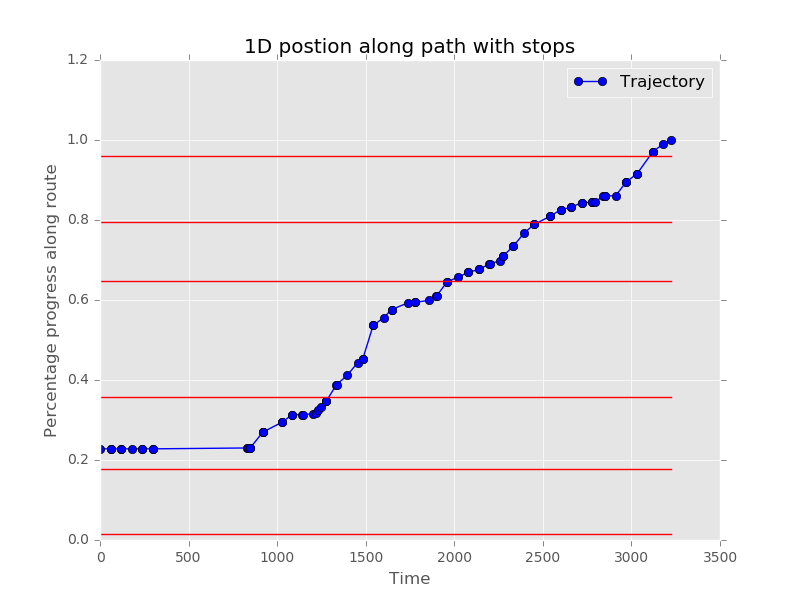 1D postion along path with stops
Trajectory
Percentage progress along route
1.2
1.0
0.8
0.6
0.4
0.2
0.0
0 500 1000 1500 2000 2500 3000 3500
Time